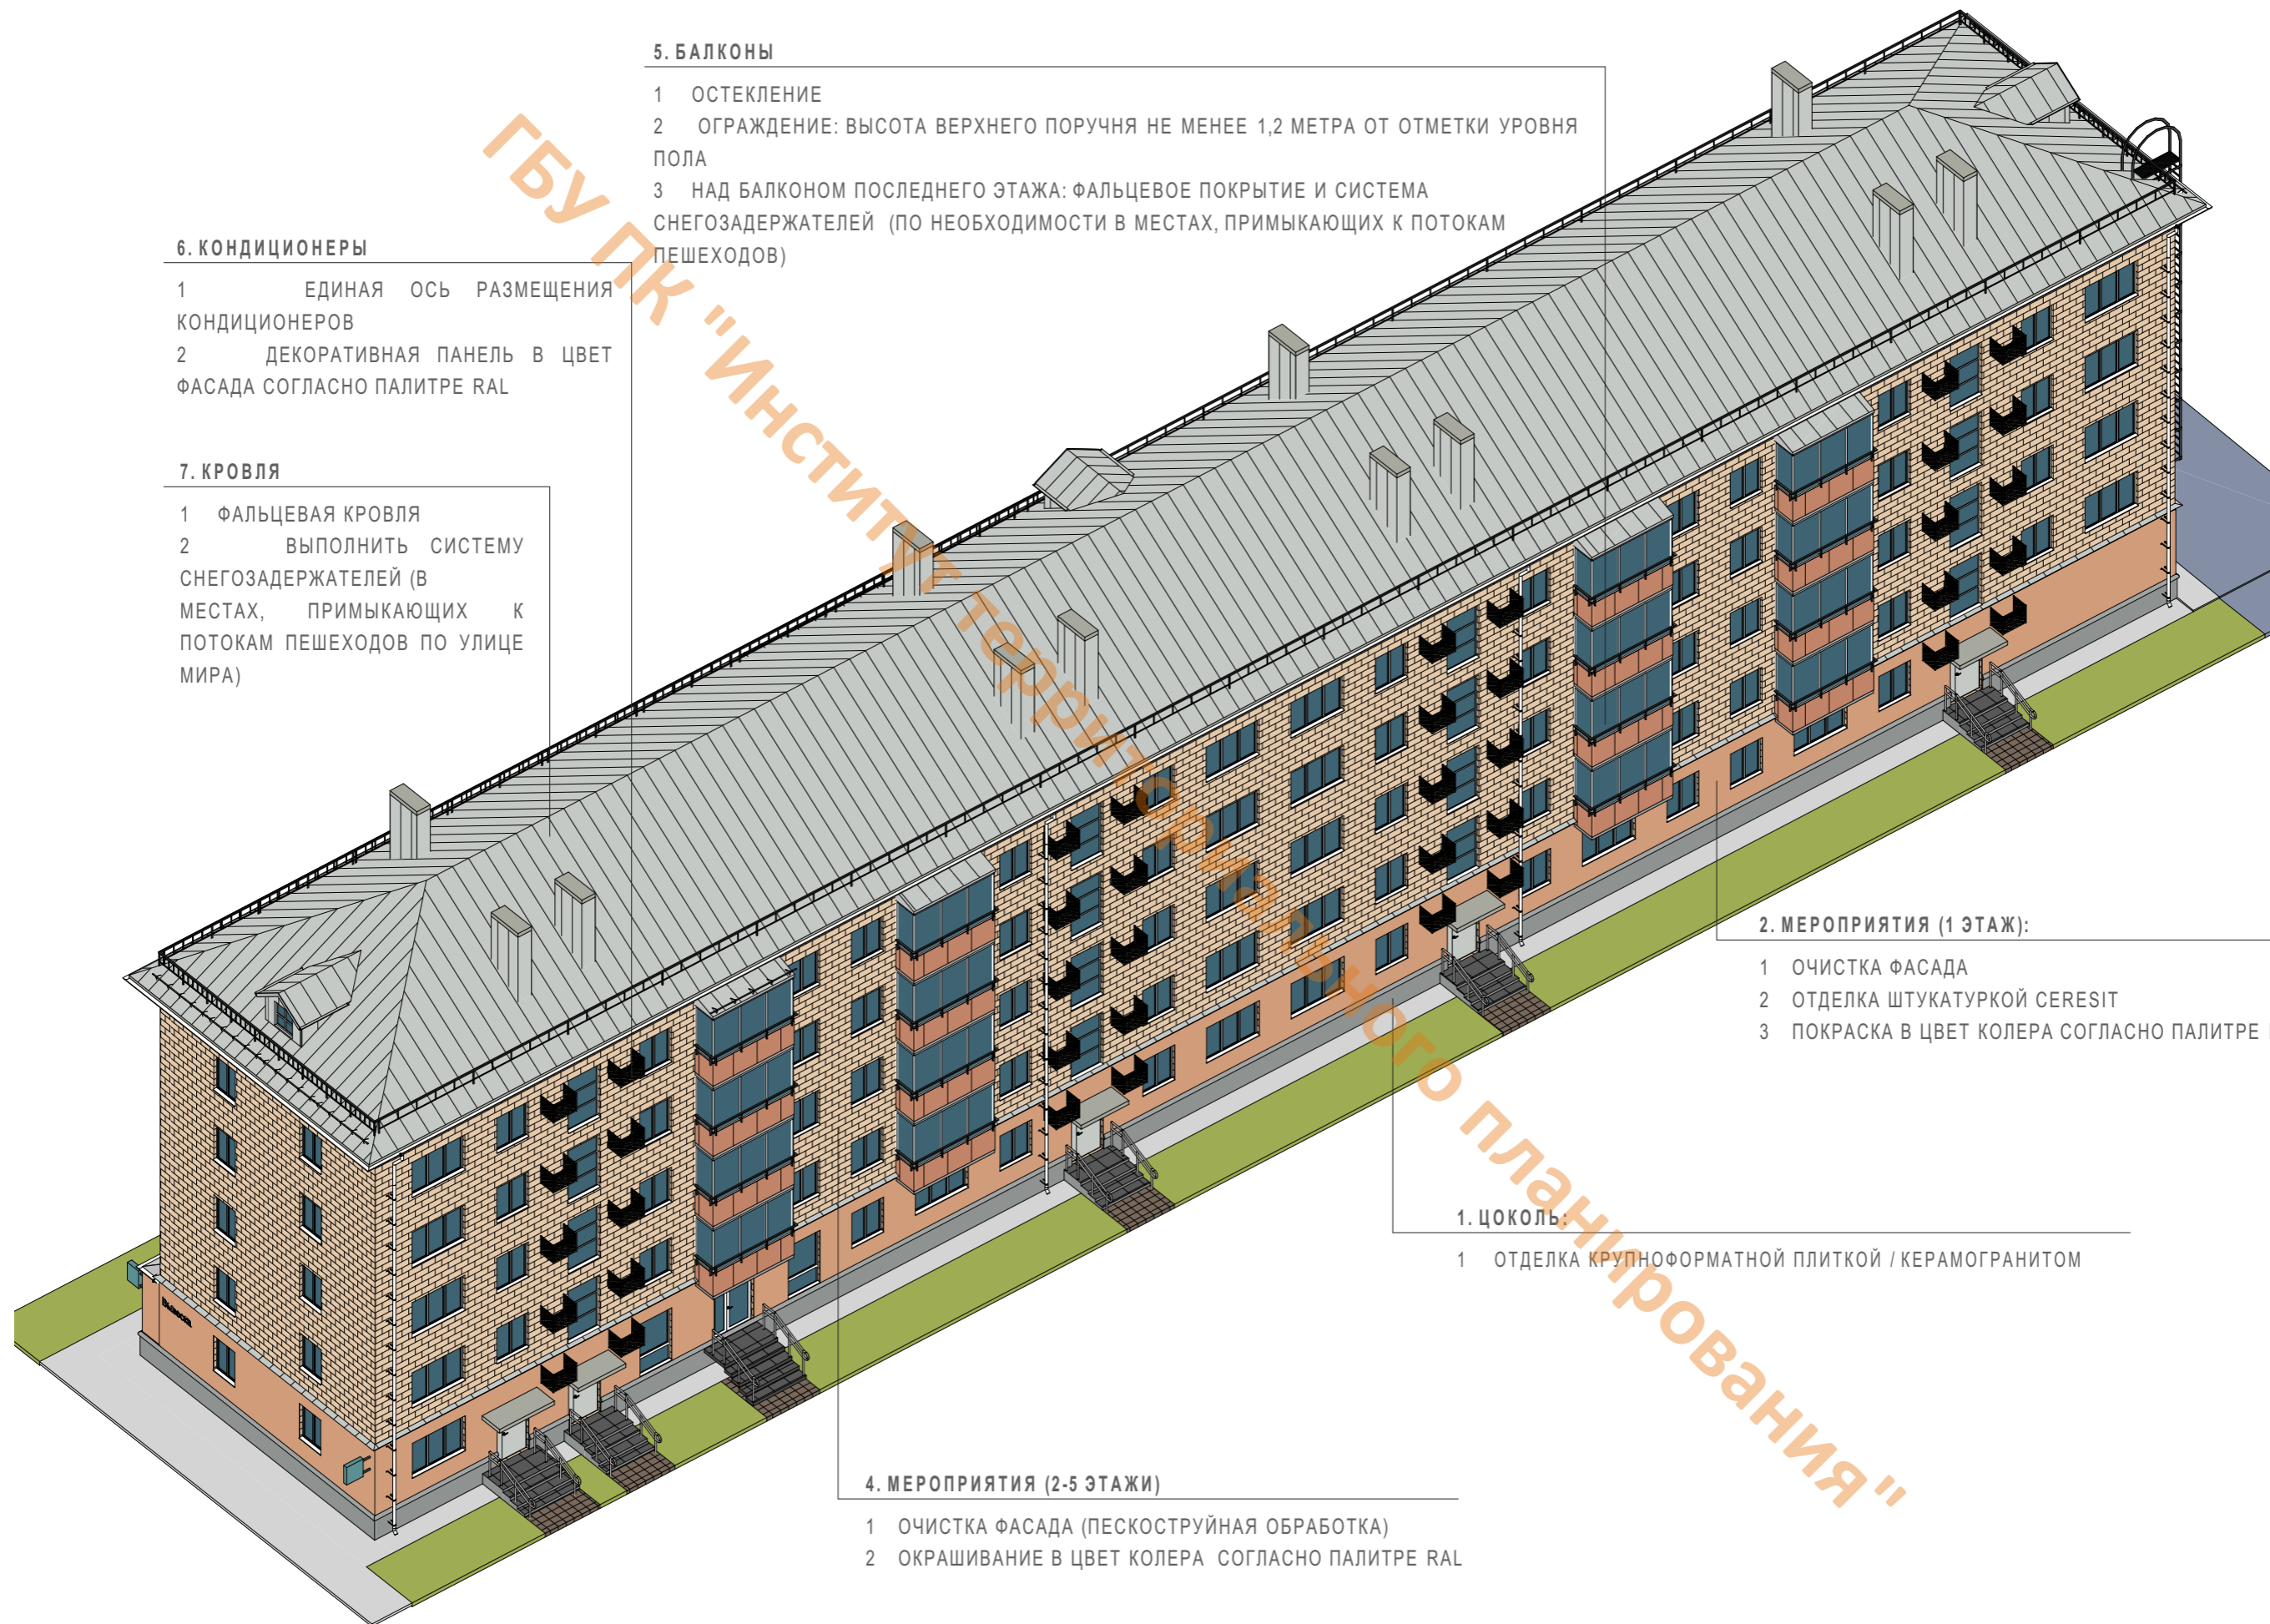 5. БАЛКОНЫ
1 ОСТЕКЛЕНИЕ
2 ОГРАЖДЕНИЕ: ВЫСОТА ВЕРХНЕГО ПОРУЧНЯ НЕ МЕНЕЕ 1,2 МЕТРА ОТ ОТМЕТКИ УРОВНЯ
ПОЛА
3 НАД БАЛКОНОМ ПОСЛЕДНЕГО ЭТАЖА: ФАЛЬЦЕВОЕ ПОКРЫТИЕ И СИСТЕМА
СНЕГОЗАДЕРЖАТЕЛЕЙ (ПО НЕОБХОДИМОСТИ В МЕСТАХ, ПРИМЫКАЮЩИХ К ПОТОКАМ
ПЕШЕХОДОВ)
6. КОНДИЦИОНЕРЫ
1 ЕДИНАЯ ОСЬ РАЗМЕЩЕНИЯ
КОНДИЦИОНЕРОВ
2 ДЕКОРАТИВНАЯ ПАНЕЛЬ В ЦВЕТ
ФАСАДА СОГЛАСНО ПАЛИТРЕ RAL
7. КРОВЛЯ
1 ФАЛЬЦЕВАЯ КРОВЛЯ
2 ВЫПОЛНИТЬ СИСТЕМУ
СНЕГОЗАДЕРЖАТЕЛЕЙ (В
МЕСТАХ, ПРИМЫКАЮЩИХ К
ПОТОКАМ ПЕШЕХОДОВ ПО УЛИЦЕ
МИРА)
ГБУ ПК "Институт территориального планирования"
2. МЕРОПРИЯТИЯ (1 ЭТАЖ):
1 ОЧИСТКА ФАСАДА
2 ОТДЕЛКА ШТУКАТУРКОЙ CERESIT
3 ПОКРАСКА В ЦВЕТ КОЛЕРА СОГЛАСНО ПАЛИТРЕ
1. ЦОКОЛЬ:
1 ОТДЕЛКА КРУПНОФОРМАТНОЙ ПЛИТКОЙ / КЕРАМОГРАНИТОМ
4. МЕРОПРИЯТИЯ (2-5 ЭТАЖИ)
1 ОЧИСТКА ФАСАДА (ПЕСКОСТРУЙНАЯ ОБРАБОТКА)
2 ОКРАШИВАНИЕ В ЦВЕТ КОЛЕРА СОГЛАСНО ПАЛИТРЕ RAL